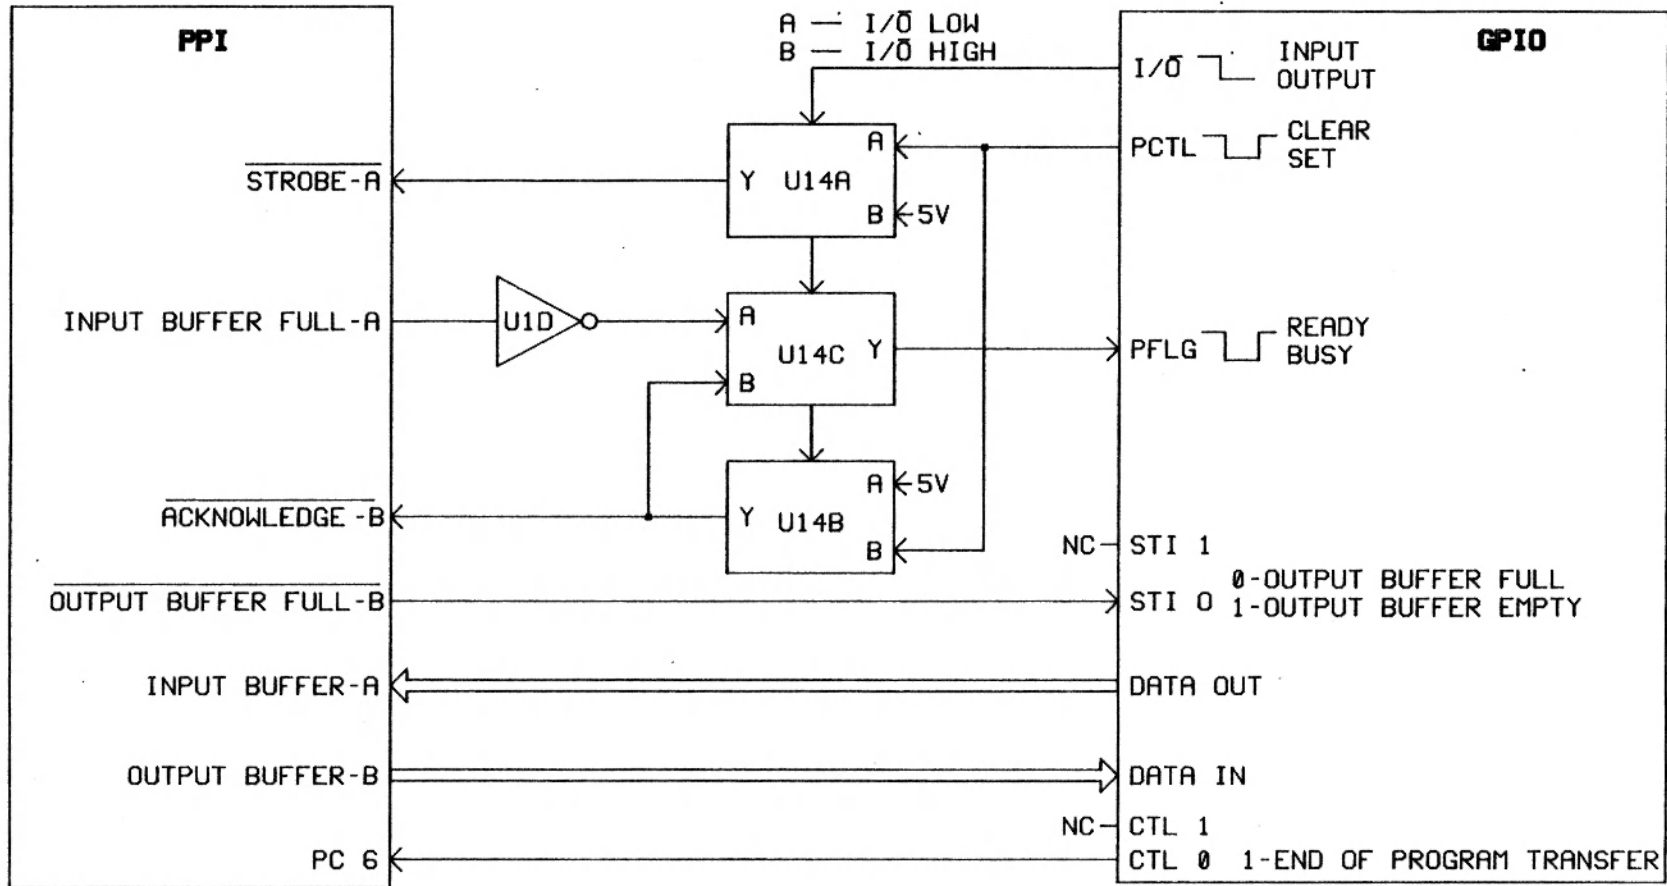 PPI
A — I/Ō LOW
B — I/Ō HIGH
GPIO
I/Ō INPUT
OUTPUT
A
PCTL CLEAR
SET
STROBE-A
Y U14A
B 5V
INPUT BUFFER FULL-A
U1D
A
U14C Y
B
PFLG READY
BUSY
A 5V
ACKNOWLEDGE-B
Y U14B
B
NC STI 1
OUTPUT BUFFER FULL-B
STI 0 0-OUTPUT BUFFER FULL
1-OUTPUT BUFFER EMPTY
INPUT BUFFER-A
DATA OUT
OUTPUT BUFFER-B
DATA IN
NC CTL 1
PC 6
CTL 0 1-END OF PROGRAM TRANSFER